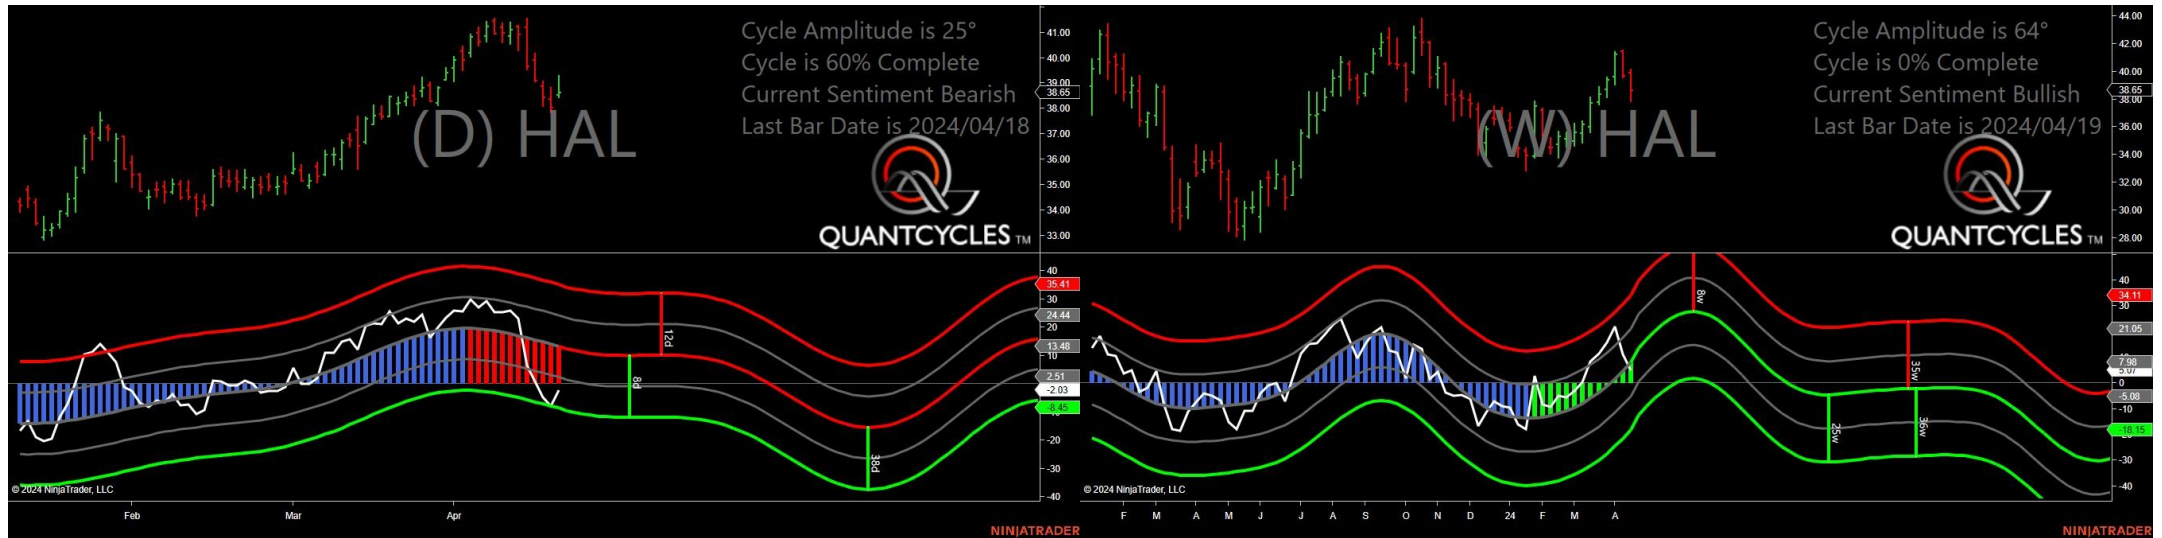 Cycle Amplitude is 25°
Cycle is 60% Complete
Current Sentiment Bearish
Last Bar Date is 2024/04/18
(D) HAL
QUANTCYCLES TM
41.00
40.00
39.00
38.65
38.00
37.00
36.00
35.00
34.00
33.00
40
35.41
30
24.44
20
13.48
10
2.51
-2.03
-8.45
-20
-30
-40
12d
8d
38d
© 2024 NinjaTrader, LLC
Feb Mar Apr
NINJATRADER
Cycle Amplitude is 64°
Cycle is 0% Complete
Current Sentiment Bullish
Last Bar Date is 2024/04/19
(W) HAL
QUANTCYCLES TM
44.00
42.00
40.00
38.65
38.00
36.00
34.00
32.00
30.00
28.00
40
34.11
30
21.05
7.98
5.07
0
-5.08
-10
-18.15
-30
-40
8w
35w
25w
36w
© 2024 NinjaTrader, LLC
F M A M J J A S O N D 24 F M A
NINJATRADER